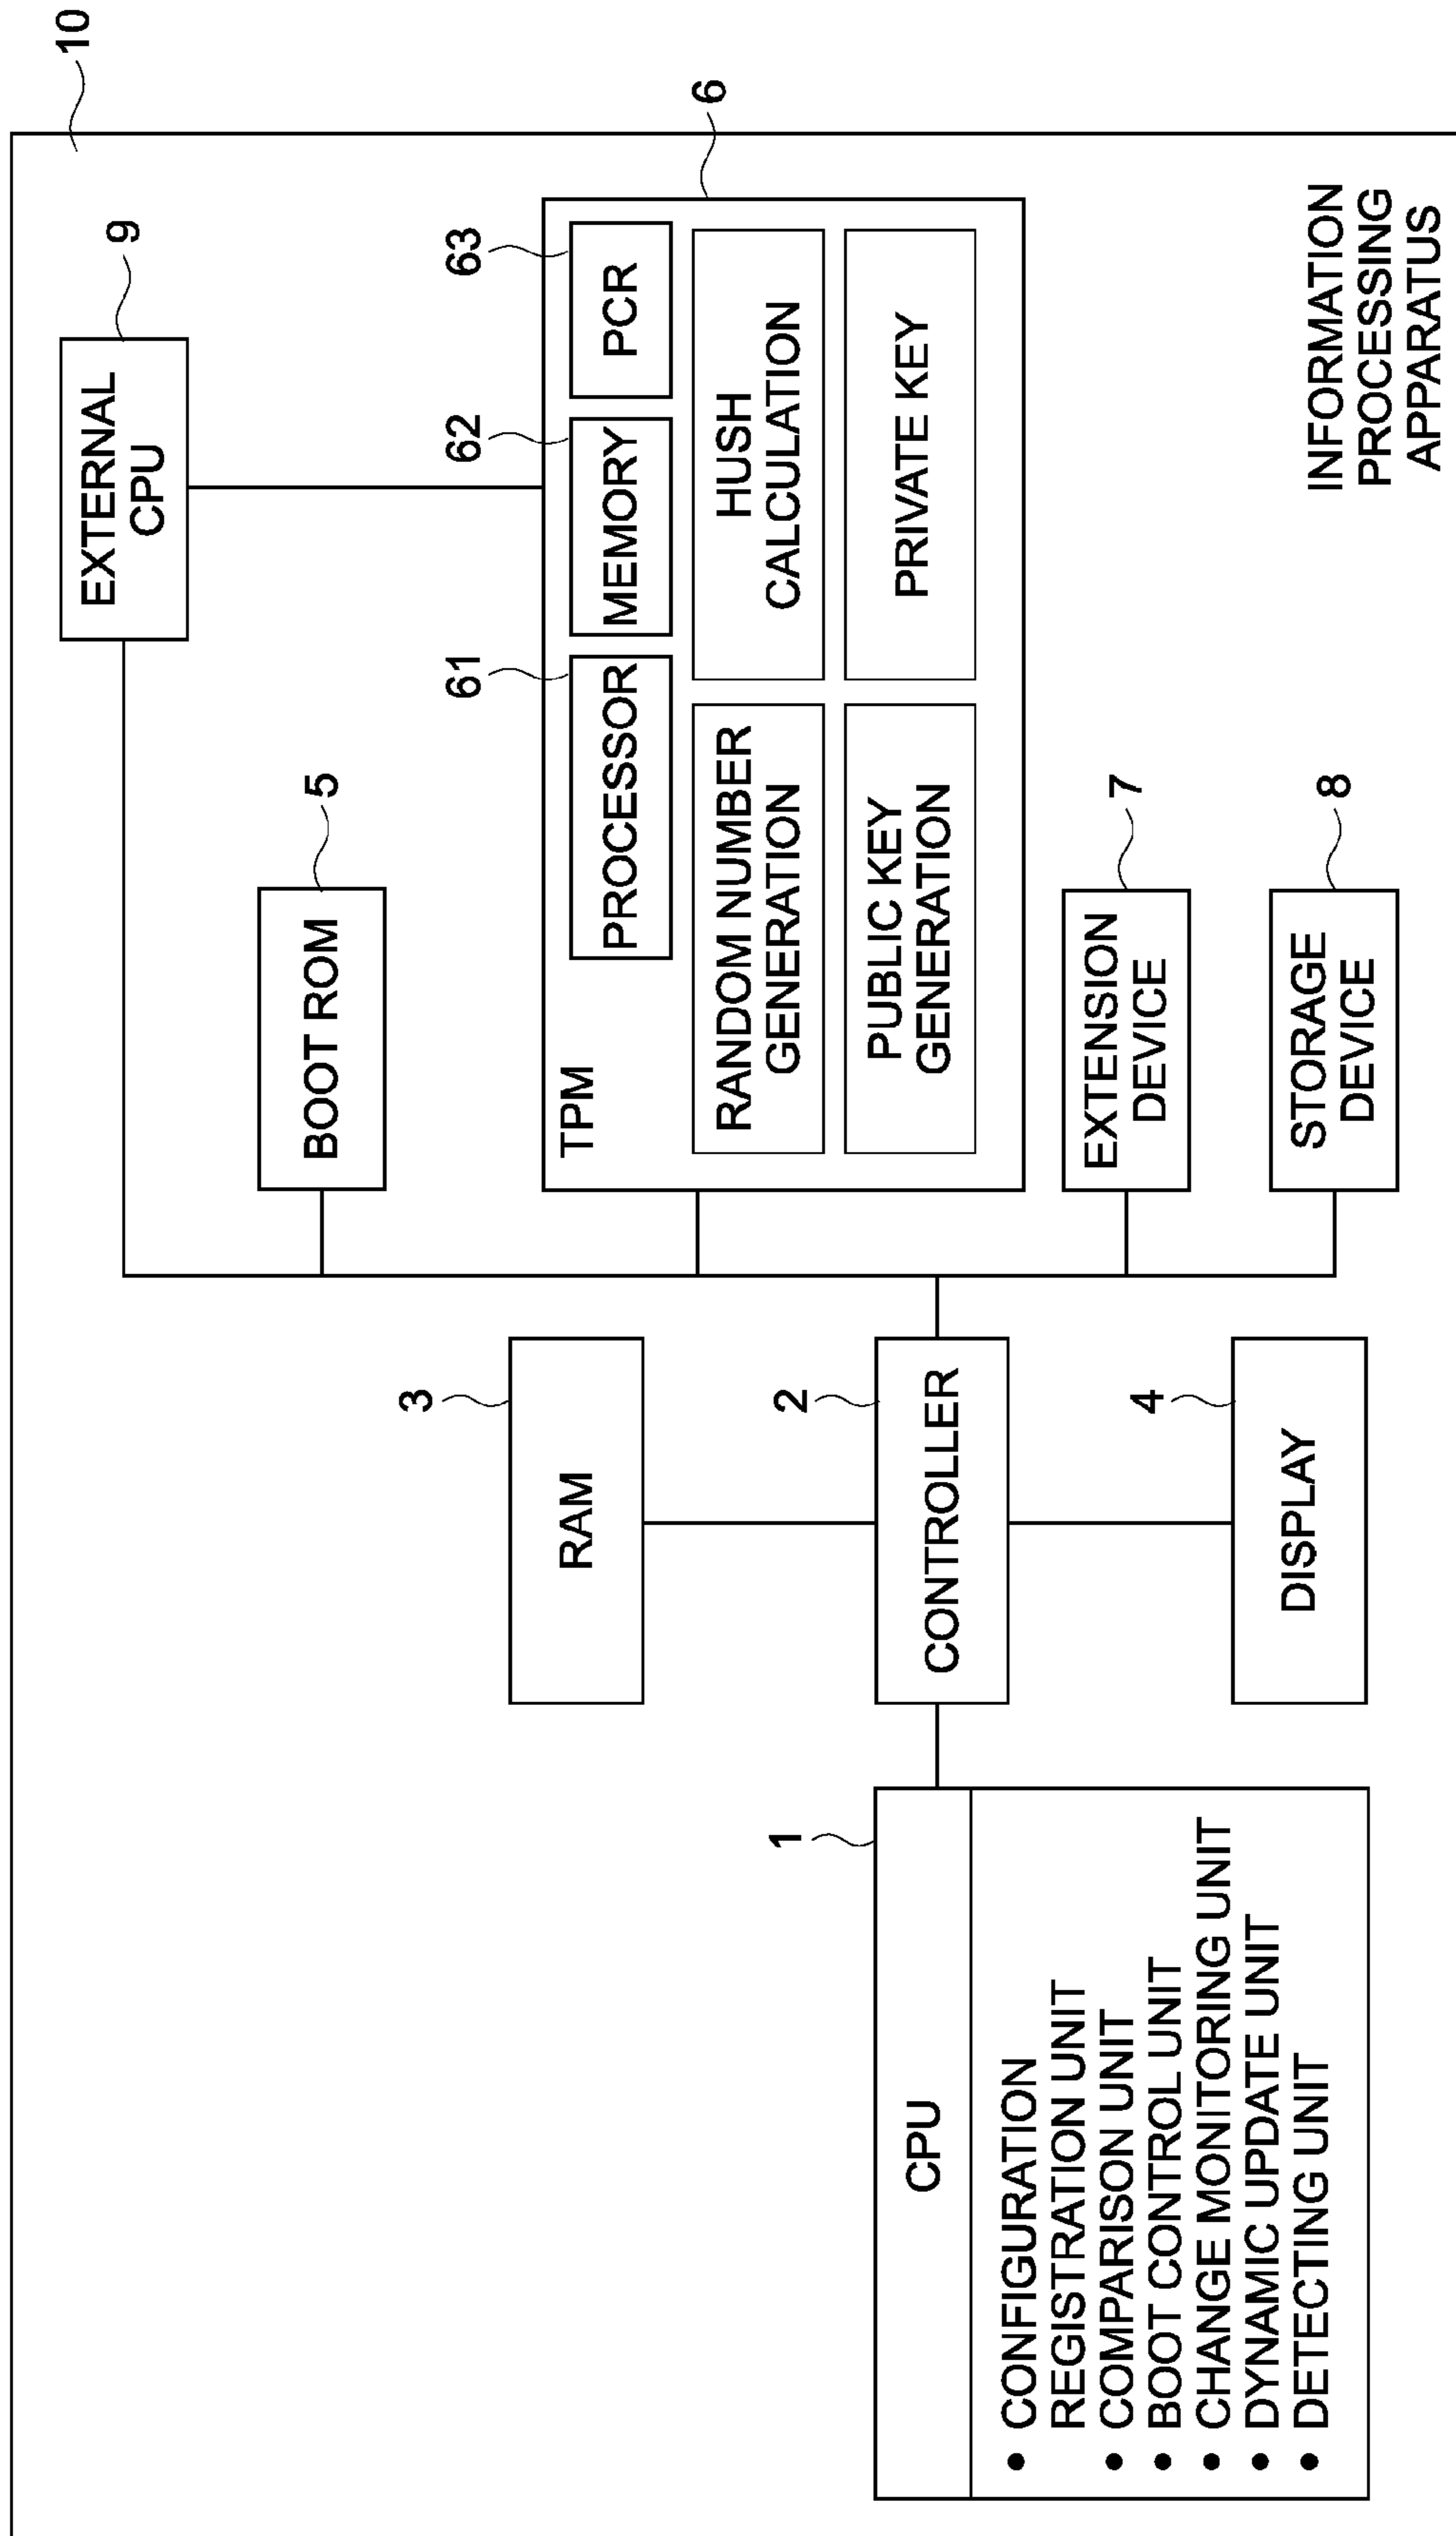 10
EXTERNAL
CPU
9
BOOT ROM
5
TPM
6
PROCESSOR
61
MEMORY
62
PCR
63
RANDOM NUMBER
GENERATION
HUSH
CALCULATION
PUBLIC KEY
GENERATION
PRIVATE KEY
EXTENSION
DEVICE
7
STORAGE
DEVICE
8
RAM
3
CONTROLLER
2
DISPLAY
4
1
CPU
• CONFIGURATION
REGISTRATION UNIT
• COMPARISON UNIT
• BOOT CONTROL UNIT
• CHANGE MONITORING UNIT
• DYNAMIC UPDATE UNIT
• DETECTING UNIT
INFORMATION
PROCESSING
APPARATUS